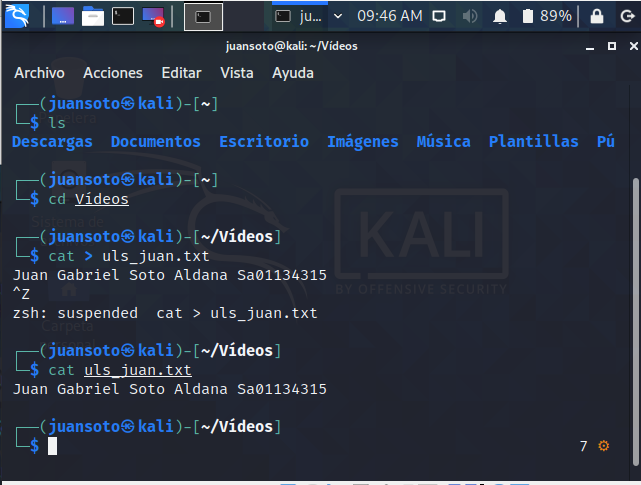 ju...
09:46 AM
89%
juansoto@kali: ~/Vídeos
Archivo Acciones Editar Vista Ayuda
┌──(juansoto㉿kali)-[~]
└─$ ls
Descargas Documentos Escritorio Imágenes Música Plantillas Pú
┌──(juansoto㉿kali)-[~]
└─$ cd Vídeos
┌──(juansoto㉿kali)-[~/Vídeos]
└─$ cat > uls_juan.txt
Juan Gabriel Soto Aldana Sa01134315
^Z
zsh: suspended  cat > uls_juan.txt
┌──(juansoto㉿kali)-[~/Vídeos]
└─$ cat uls_juan.txt
Juan Gabriel Soto Aldana Sa01134315
┌──(juansoto㉿kali)-[~/Vídeos]
└─$
7 ⚙
KALI
BY OFFENSIVE SECURITY
Sistema de
Carpeta